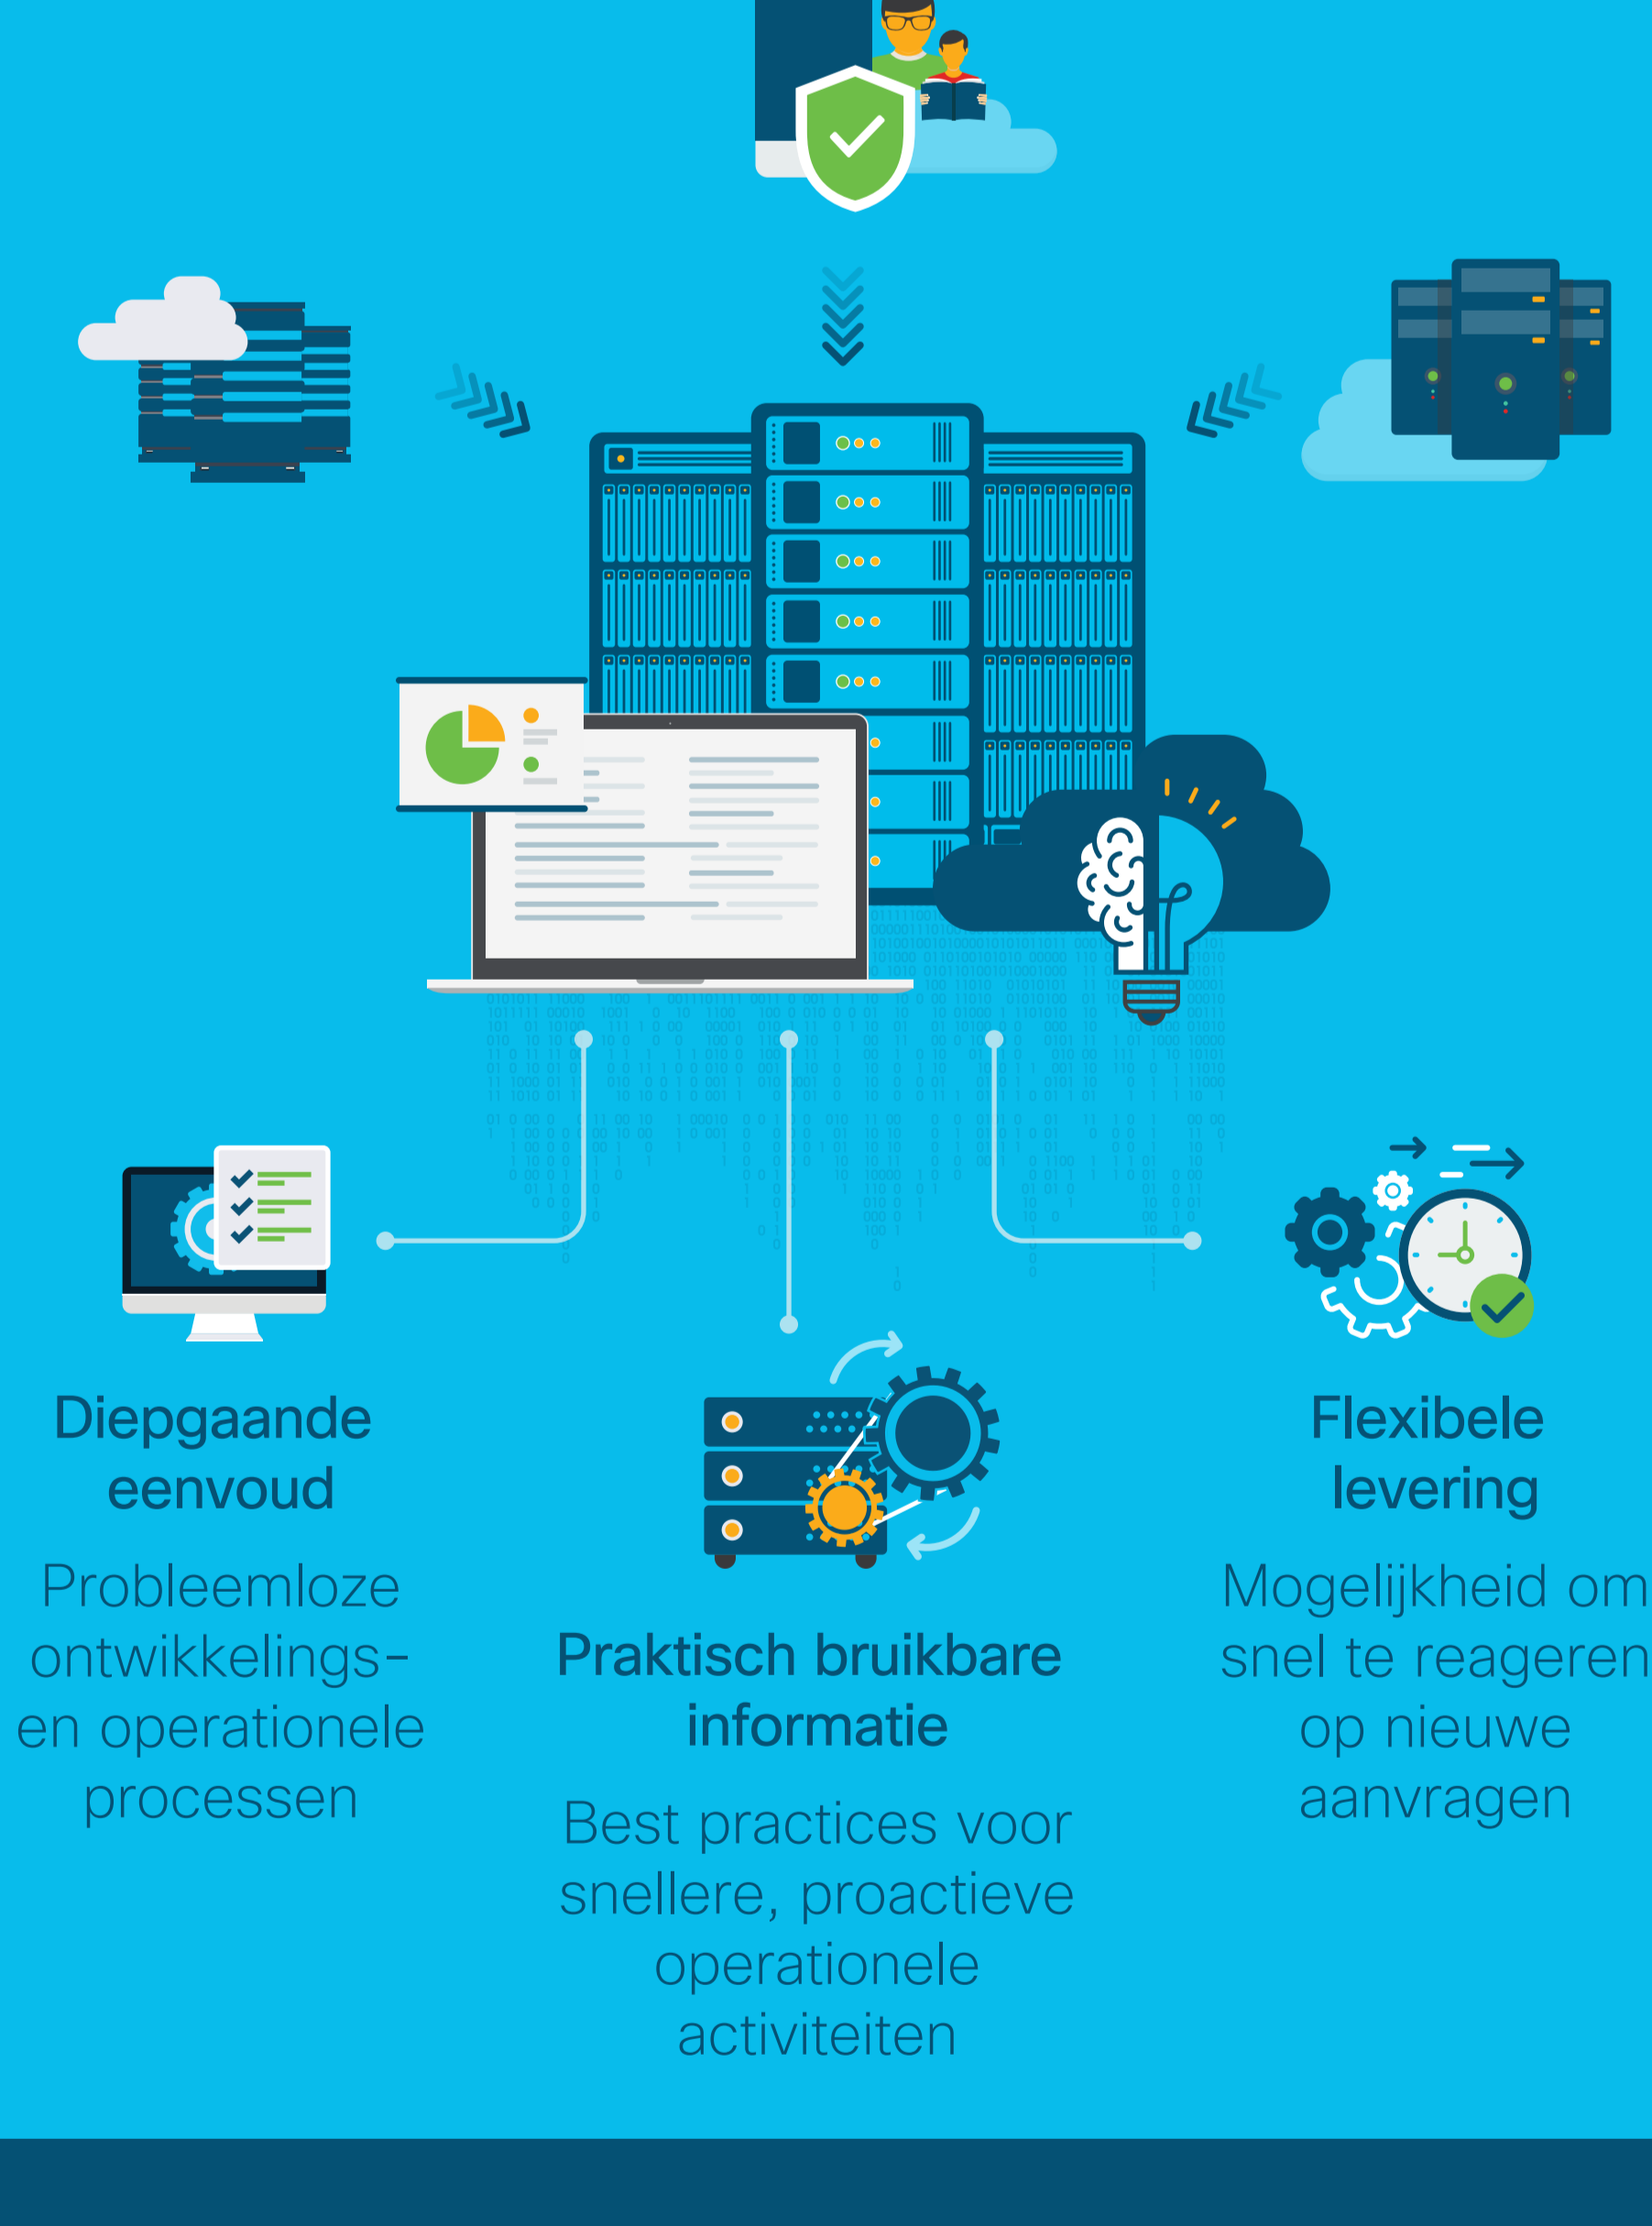 Diepgaande
eenvoud
Probleemloze
ontwikkelings-
en operationele
processen
Praktisch bruikbare
informatie
Best practices voor
snellere, proactieve
operationele
activiteiten
Flexibele
levering
Mogelijkheid om
snel te reageren
op nieuwe
aanvragen